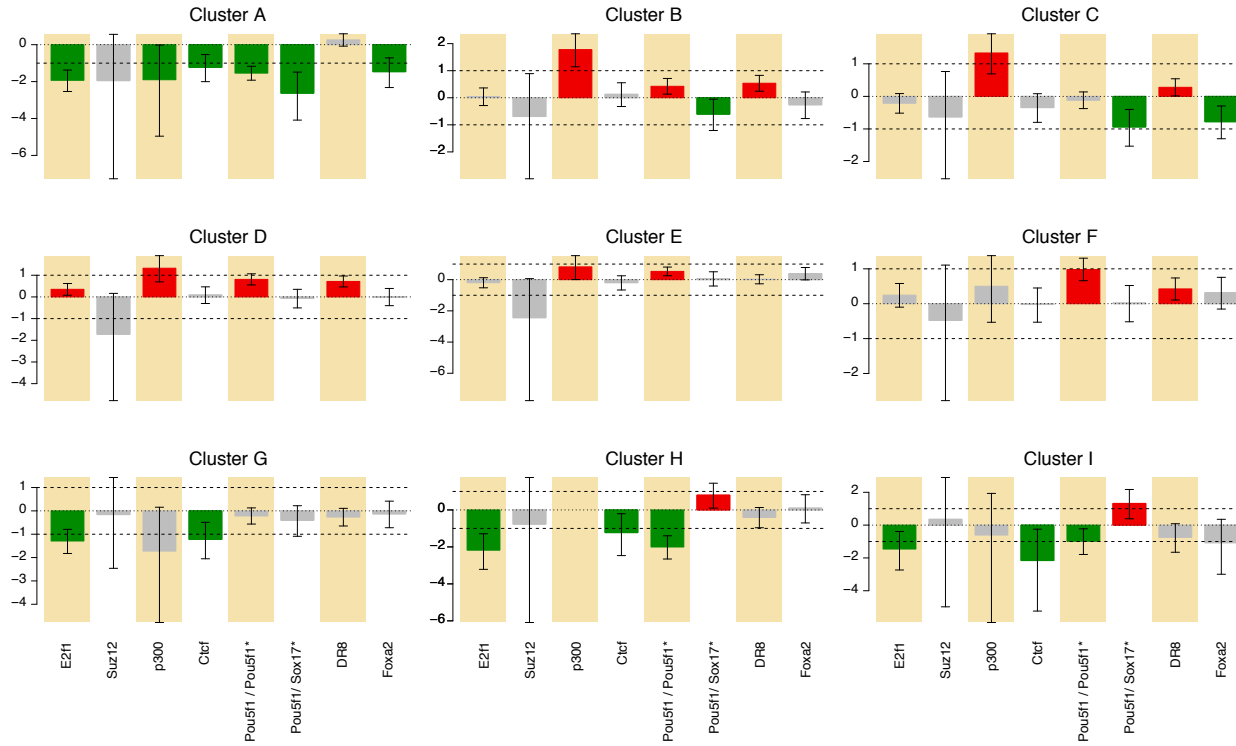 Cluster A
0
−2
−4
−6
Cluster B
2
1
0
−1
−2
Cluster C
1
0
−1
−2
Cluster D
1
0
−1
−2
−3
−4
Cluster E
0
−2
−4
−6
Cluster F
1
0
−1
−2
Cluster G
1
0
−1
−2
−3
−4
Cluster H
0
−2
−4
−6
Cluster I
2
0
−2
−4
E2f1
Suz12
p300
Ctcf
Pou5f1 / Pou5f1*
Pou5f1/ Sox17*
DR8
Foxa2
E2f1
Suz12
p300
Ctcf
Pou5f1 / Pou5f1*
Pou5f1/ Sox17*
DR8
Foxa2
E2f1
Suz12
p300
Ctcf
Pou5f1 / Pou5f1*
Pou5f1/ Sox17*
DR8
Foxa2